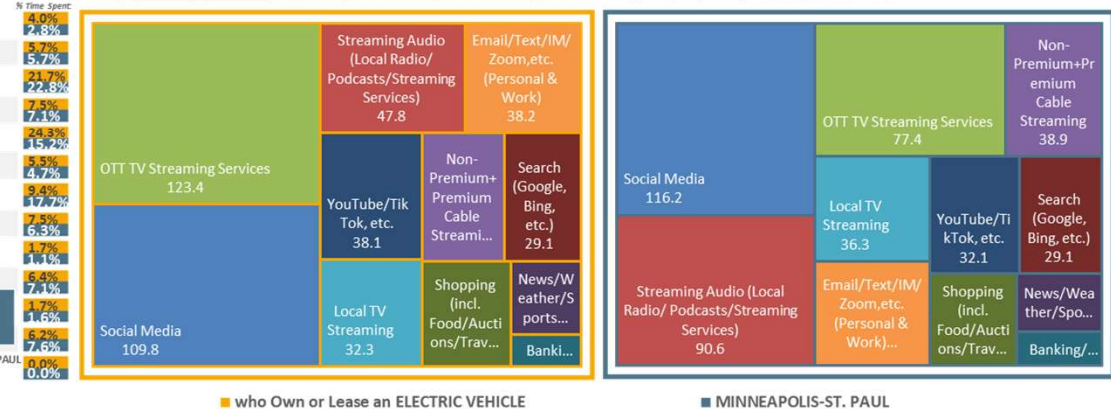 % Time Spent
4.0%
2.8%
5.7%
5.7%
21.7%
22.8%
7.5%
7.1%
24.3%
15.2%
5.5%
4.7%
9.4%
17.7%
7.5%
6.3%
1.7%
1.1%
6.4%
7.1%
1.7%
1.6%
6.2%
7.6%
0.0%
0.0%
PAUL
OTT TV Streaming Services
123.4
Social Media
109.8
Streaming Audio
(Local Radio/
Podcasts/Streaming
Services)
47.8
Email/Text/IM/
Zoom,etc.
(Personal &
Work)
38.2
YouTube/Tik
Tok, etc.
38.1
Non-
Premium+
Premium
Cable
Streami...
Search
(Google,
Bing,
etc.)
29.1
Local TV
Streaming
32.3
Shopping
(incl.
Food/Aucti
ons/Trav...
News/W
eather/S
ports...
Banki...
Social Media
116.2
Streaming Audio (Local
Radio/ Podcasts/Streaming
Services)
90.6
OTT TV Streaming Services
77.4
Non-
Premium+Pr
emium
Cable
Streaming
38.9
Local TV
Streaming
36.3
YouTube/Ti
kTok, etc.
32.1
Search
(Google,
Bing, etc.)
29.1
Email/Text/IM/
Zoom,etc.
(Personal &
Work)...
Shopping
(incl.
Food/Aucti
ons/Trav...
News/Wea
ther/Spo...
Banking/...
who Own or Lease an ELECTRIC VEHICLE
MINNEAPOLIS-ST. PAUL